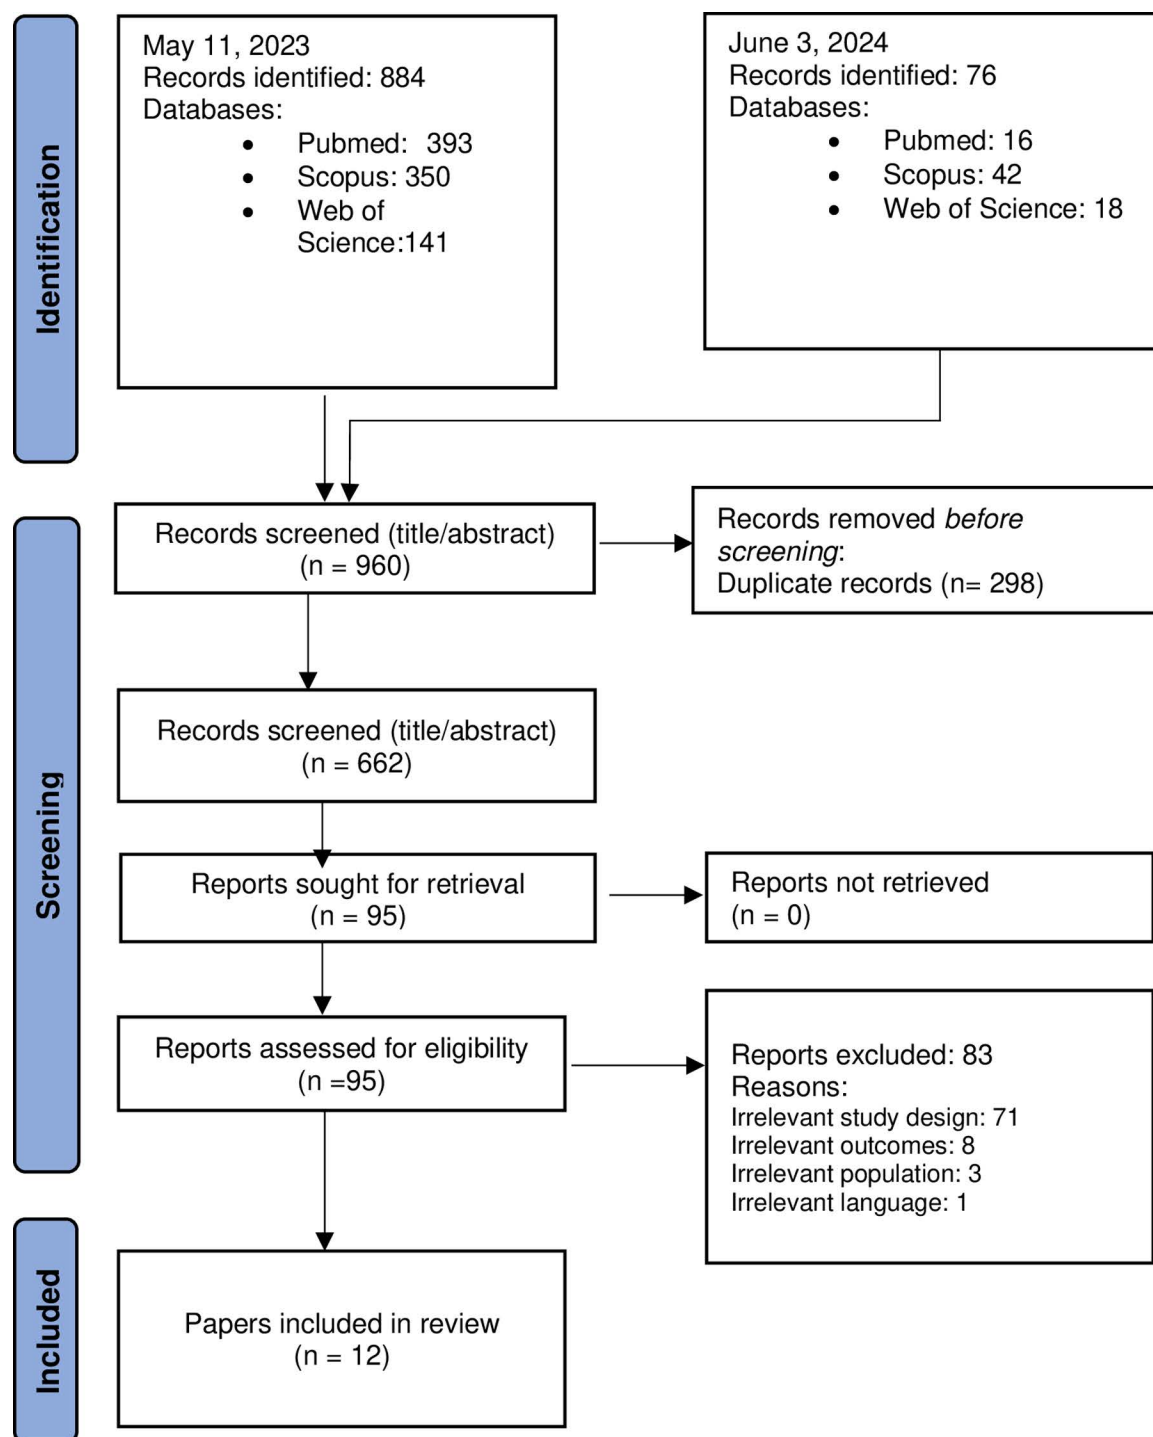 Identification
May 11, 2023
Records identified: 884
Databases:
• Pubmed: 393
• Scopus: 350
• Web of
Science:141
June 3, 2024
Records identified: 76
Databases:
• Pubmed: 16
• Scopus: 42
• Web of Science: 18
Screening
Records screened (title/abstract)
(n = 960)
Records removed before
screening:
Duplicate records (n= 298)
Records screened (title/abstract)
(n = 662)
Reports sought for retrieval
(n = 95)
Reports not retrieved
(n = 0)
Reports assessed for eligibility
(n =95)
Reports excluded: 83
Reasons:
Irrelevant study design: 71
Irrelevant outcomes: 8
Irrelevant population: 3
Irrelevant language: 1
Included
Papers included in review
(n = 12)